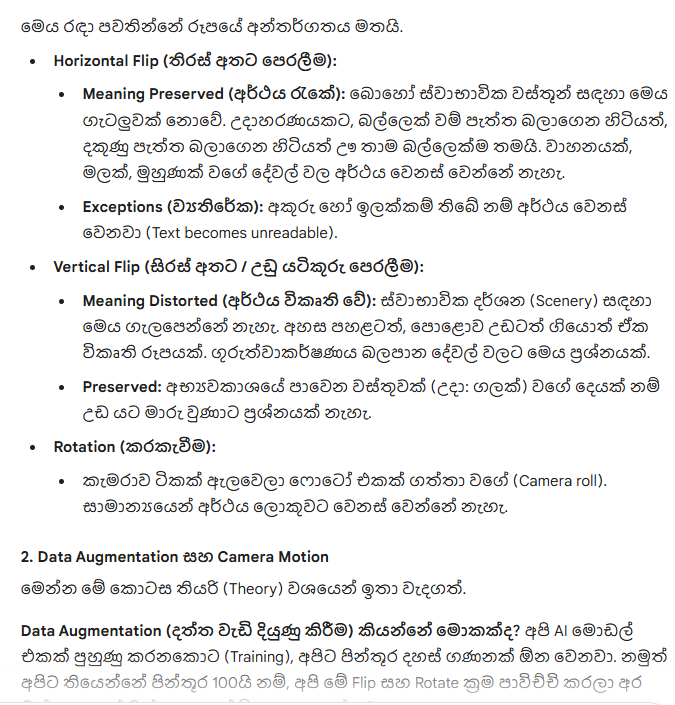 මෙය රඳා පවතින්නේ රූපයේ අන්තර්ගතය මතයි.
Horizontal Flip (තිරස් අතට පෙරලීම):
Meaning Preserved (අර්ථය රැකේ): බොහෝ ස්වාභාවික වස්තූන් සඳහා මෙය
ගැටලුවක් නොවේ. උදාහරණයකට, බල්ලෙක් වම් පැත්ත බලාගෙන හිටියත්,
දකුණු පැත්ත බලාගෙන හිටියත් ඌ තාම බල්ලෙක්ම තමයි. වාහනයක්,
මලක්, මුහුණක් වගේ දේවල් වල අර්ථය වෙනස් වෙන්නේ නැහැ.
Exceptions (ව්‍යතිරේක): අකුරු හෝ ඉලක්කම් තිබේ නම් අර්ථය වෙනස්
වෙනවා (Text becomes unreadable).
Vertical Flip (සිරස් අතට / උඩු යටිකුරු පෙරලීම):
Meaning Distorted (අර්ථය විකෘති වේ): ස්වාභාවික දර්ශන (Scenery) සඳහා
මෙය ගැලපෙන්නේ නැහැ. අහස පහළටත්, පොළොව උඩටත් ගියොත් ඒක
විකෘති රූපයක්. ගුරුත්වාකර්ෂණය බලපාන දේවල් වලට මෙය ප්‍රශ්නයක්.
Preserved: අභ්‍යවකාශයේ පාවෙන වස්තුවක් (උදා: ගලක්) වගේ දෙයක් නම්
උඩ යට මාරු වුණාට ප්‍රශ්නයක් නැහැ.
Rotation (කරකැවීම):
කැමරාව ටිකක් ඇලවෙලා ෆොටෝ එකක් ගත්තා වගේ (Camera roll).
සාමාන්‍යයෙන් අර්ථය ලොකුවට වෙනස් වෙන්නේ නැහැ.
2. Data Augmentation සහ Camera Motion
මෙන්න මේ කොටස තියරි (Theory) වශයෙන් ඉතා වැදගත්.
Data Augmentation (දත්ත වැඩි දියුණු කිරීම) කියන්නේ මොකක්ද? අපි AI මොඩල්
එකක් පුහුණු කරනකොට (Training), අපිට පින්තූර දහස් ගණනක් ඕන වෙනවා. නමුත්
අපිට තියෙන්නේ පින්තූර 100යි නම්, අපි මේ Flip සහ Rotate ක්‍රම පාවිච්චි කරලා අර